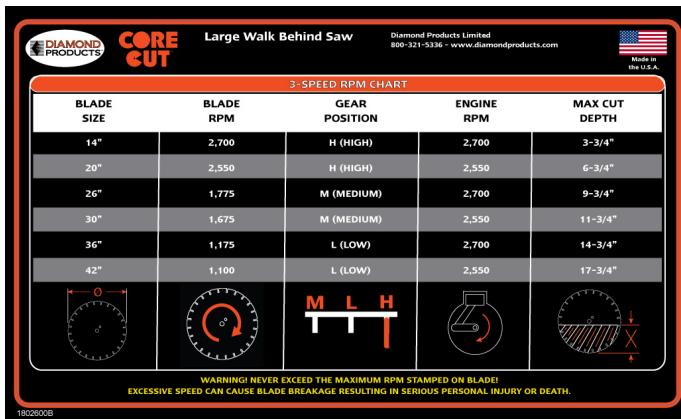 DIAMOND
PRODUCTS
CORE
CUT
Large Walk Behind Saw
Diamond Products Limited
800-321-5336 - www.diamondproducts.com
Made in
the U.S.A.
3-SPEED RPM CHART
BLADE SIZE BLADE RPM GEAR POSITION ENGINE RPM MAX CUT DEPTH
14" 2,700 H (HIGH) 2,700 3-3/4"
20" 2,550 H (HIGH) 2,550 6-3/4"
26" 1,775 M (MEDIUM) 2,700 9-3/4"
30" 1,675 M (MEDIUM) 2,550 11-3/4"
36" 1,175 L (LOW) 2,700 14-3/4"
42" 1,100 L (LOW) 2,550 17-3/4"
Ø M L H X
WARNING! NEVER EXCEED THE MAXIMUM RPM STAMPED ON BLADE!
EXCESSIVE SPEED CAN CAUSE BLADE BREAKAGE RESULTING IN SERIOUS PERSONAL INJURY OR DEATH.
1802600B